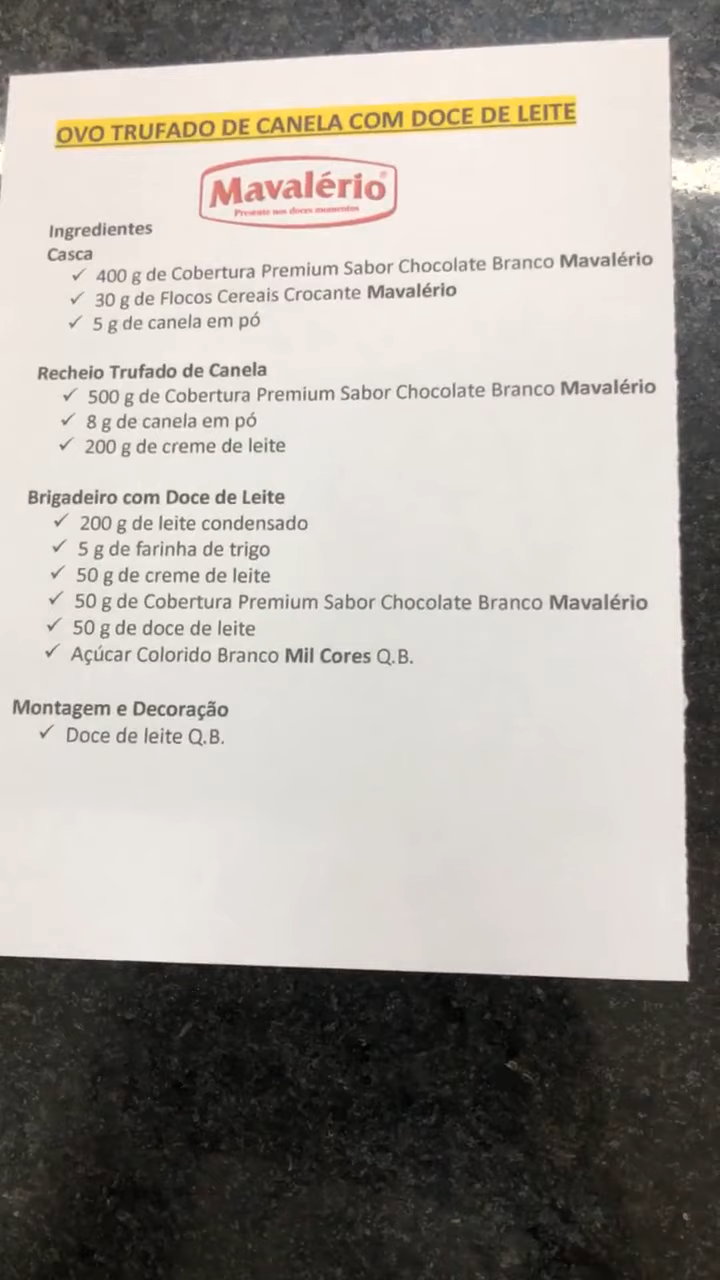 OVO TRUFADO DE CANELA COM DOCE DE LEITE
Mavalério®
Presente nos doces momentos
Ingredientes
Casca
✓ 400 g de Cobertura Premium Sabor Chocolate Branco Mavalério
✓ 30 g de Flocos Cereais Crocante Mavalério
✓ 5 g de canela em pó
Recheio Trufado de Canela
✓ 500 g de Cobertura Premium Sabor Chocolate Branco Mavalério
✓ 8 g de canela em pó
✓ 200 g de creme de leite
Brigadeiro com Doce de Leite
✓ 200 g de leite condensado
✓ 5 g de farinha de trigo
✓ 50 g de creme de leite
✓ 50 g de Cobertura Premium Sabor Chocolate Branco Mavalério
✓ 50 g de doce de leite
✓ Açúcar Colorido Branco Mil Cores Q.B.
Montagem e Decoração
✓ Doce de leite Q.B.